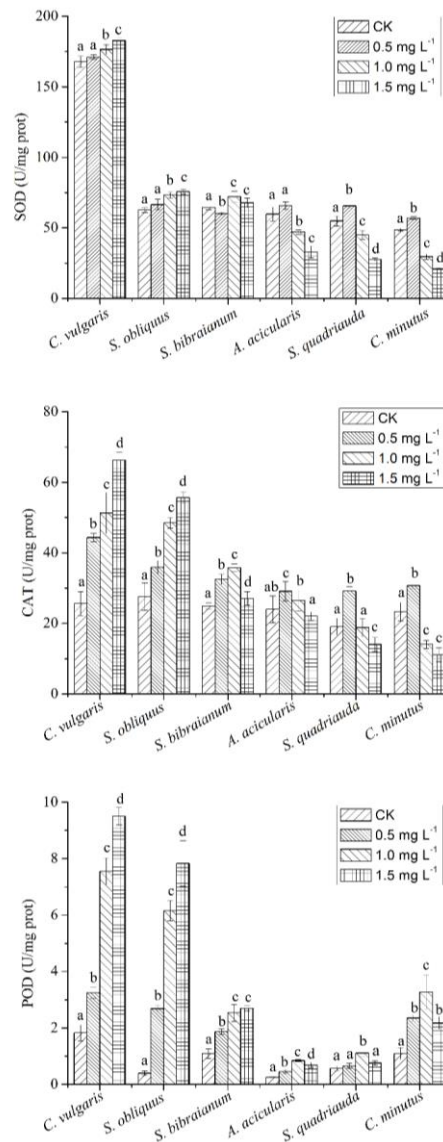 200
150
100
50
0
SOD (U/mg prot)
CK
0.5 mg L⁻¹
1.0 mg L⁻¹
1.5 mg L⁻¹
a a b c
a a b c
a b c d
a a b c
a b c d
a b c d
C. vulgaris
S. obliquus
S. bibraianum
A. acicularis
S. quadriauda
C. minutus
80
60
40
20
0
CAT (U/mg prot)
CK
0.5 mg L⁻¹
1.0 mg L⁻¹
1.5 mg L⁻¹
a b c d
a b c d
a b c d
ab c b a
a b a c
a b c c
C. vulgaris
S. obliquus
S. bibraianum
A. acicularis
S. quadriauda
C. minutus
10
8
6
4
2
0
POD (U/mg prot)
CK
0.5 mg L⁻¹
1.0 mg L⁻¹
1.5 mg L⁻¹
a b c d
a b c d
a b c c
a b c d
a a b a
a b c b
C. vulgaris
S. obliquus
S. bibraianum
A. acicularis
S. quadriauda
C. minutus